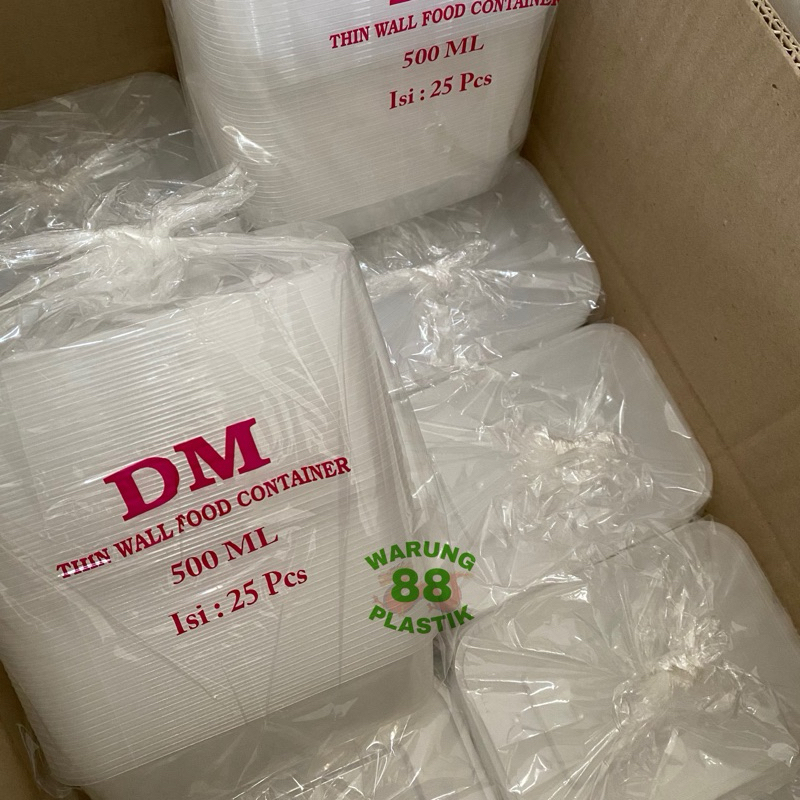 THIN WALL FOOD CONTAINER
500 ML
Isi : 25 Pcs
DM
THIN WALL FOOD CONTAINER
500 ML
Isi : 25 Pcs
WARUNG
88
PLASTIK